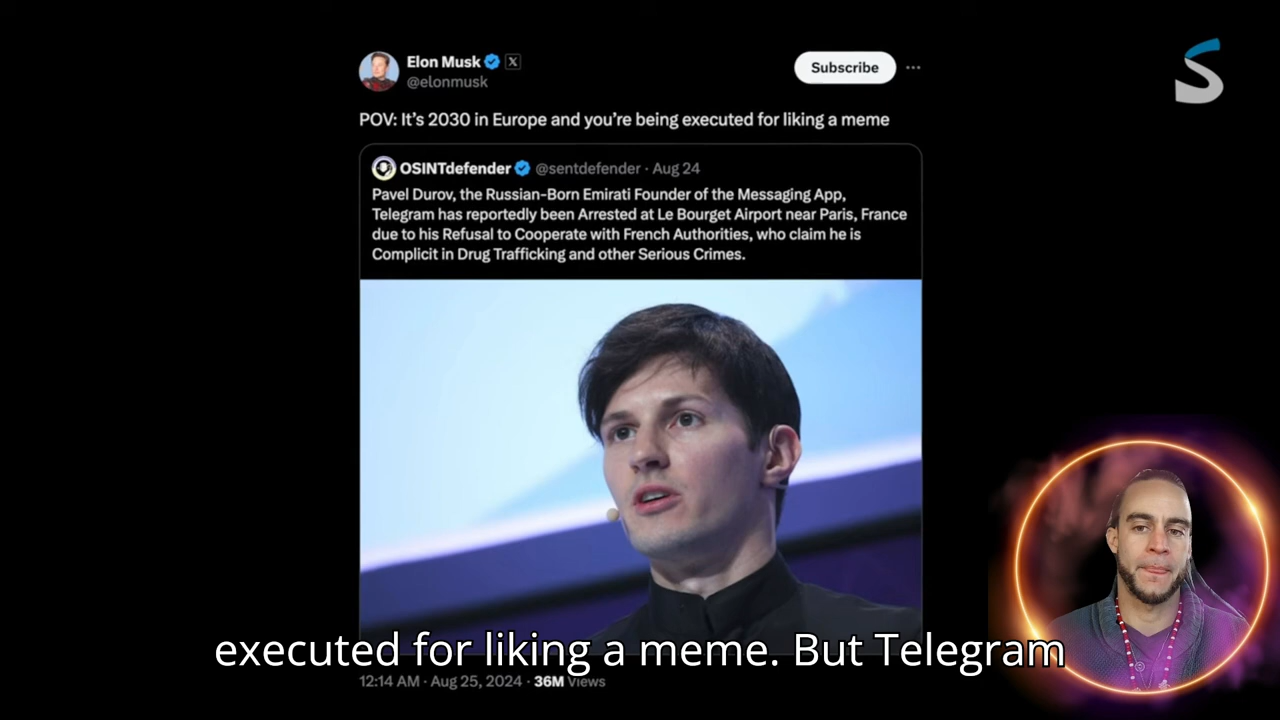 Elon Musk
@elonmusk
Subscribe
POV: It's 2030 in Europe and you're being executed for liking a meme
OSINTdefender @sentdefender · Aug 24
Pavel Durov, the Russian-Born Emirati Founder of the Messaging App,
Telegram has reportedly been Arrested at Le Bourget Airport near Paris, France
due to his Refusal to Cooperate with French Authorities, who claim he is
Complicit in Drug Trafficking and other Serious Crimes.
executed for liking a meme. But Telegram
12:14 AM · Aug 25, 2024 · 36M Views